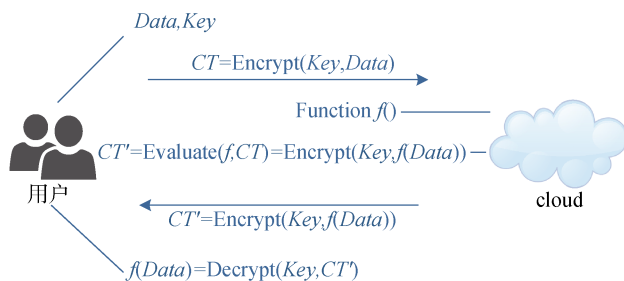 Data,Key
CT=Encrypt(Key,Data)
Function f()
CT'=Evaluate(f,CT)=Encrypt(Key,f(Data))
用户
cloud
CT'=Encrypt(Key,f(Data))
f(Data)=Decrypt(Key,CT')